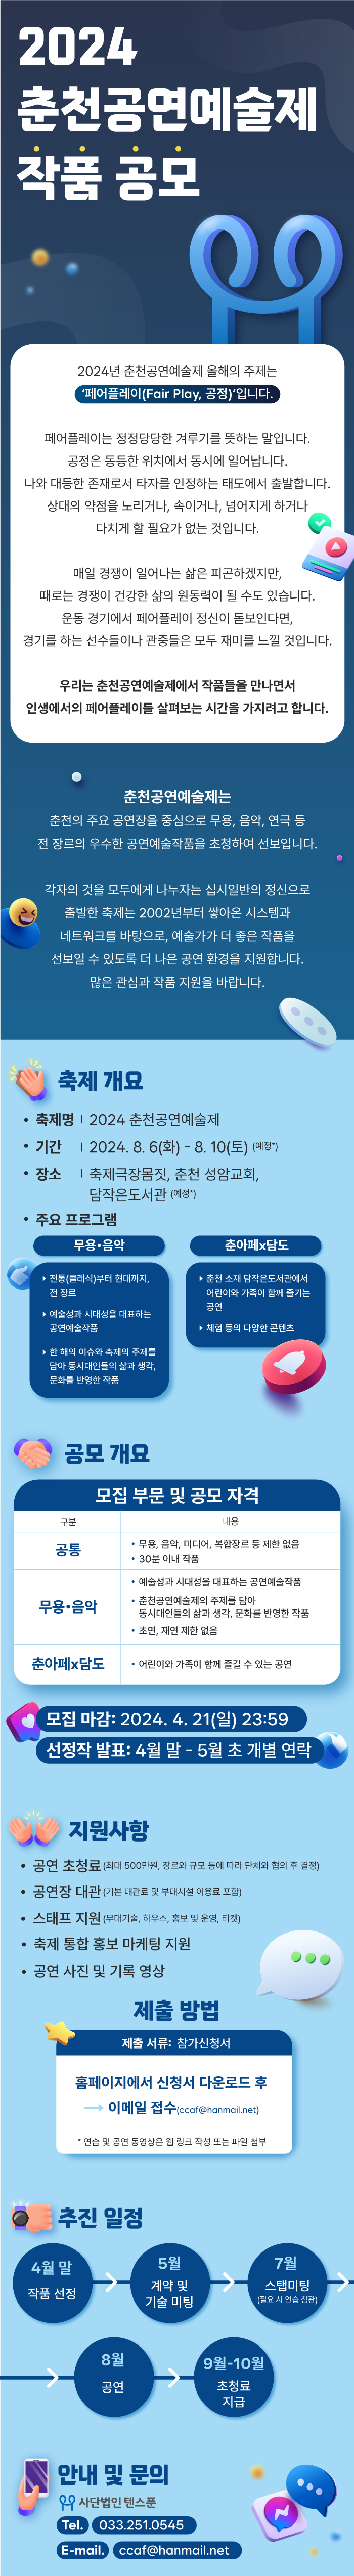 2024
춘천공연예술제
작품 공모
2024년 춘천공연예술제 올해의 주제는
‘페어플레이(Fair Play, 공정)’입니다.
페어플레이는 정정당당한 겨루기를 뜻하는 말입니다.
공정은 동등한 위치에서 동시에 일어납니다.
나와 대등한 존재로서 타자를 인정하는 태도에서 출발합니다.
상대의 약점을 노리거나, 속이거나, 넘어지게 하거나
다치게 할 필요가 없는 것입니다.
매일 경쟁이 일어나는 삶은 피곤하겠지만,
때로는 경쟁이 건강한 삶의 원동력이 될 수도 있습니다.
운동 경기에서 페어플레이 정신이 돋보인다면,
경기를 하는 선수들이나 관중들은 모두 재미를 느낄 것입니다.
우리는 춘천공연예술제에서 작품들을 만나면서
인생에서의 페어플레이를 살펴보는 시간을 가지려고 합니다.
춘천공연예술제는
춘천의 주요 공연장을 중심으로 무용, 음악, 연극 등
전 장르의 우수한 공연예술작품을 초청하여 선보입니다.
각자의 것을 모두에게 나누자는 십시일반의 정신으로
출발한 축제는 2002년부터 쌓아온 시스템과
네트워크를 바탕으로, 예술가가 더 좋은 작품을
선보일 수 있도록 더 나은 공연 환경을 지원합니다.
많은 관심과 작품 지원을 바랍니다.
축제 개요
• 축제명 | 2024 춘천공연예술제
• 기간 | 2024. 8. 6(화) - 8. 10(토) (예정*)
• 장소 | 축제극장몸짓, 춘천 성암교회,
담작은도서관 (예정*)
• 주요 프로그램
무용•음악
전통(클래식)부터 현대까지,
전 장르
예술성과 시대성을 대표하는
공연예술작품
한 해의 이슈와 축제의 주제를
담아 동시대인들의 삶과 생각,
문화를 반영한 작품
춘아페x담도
춘천 소재 담작은도서관에서
어린이와 가족이 함께 즐기는
공연
체험 등의 다양한 콘텐츠
공모 개요
모집 부문 및 공모 자격
구분 내용
공통
• 무용, 음악, 미디어, 복합장르 등 제한 없음
• 30분 이내 작품
무용•음악
• 예술성과 시대성을 대표하는 공연예술작품
• 춘천공연예술제의 주제를 담아
동시대인들의 삶과 생각, 문화를 반영한 작품
• 초연, 재연 제한 없음
춘아페x담도
• 어린이와 가족이 함께 즐길 수 있는 공연
모집 마감: 2024. 4. 21(일) 23:59
선정작 발표: 4월 말 - 5월 초 개별 연락
지원사항
• 공연 초청료 (최대 500만원, 장르와 규모 등에 따라 단체와 협의 후 결정)
• 공연장 대관 (기본 대관료 및 부대시설 이용료 포함)
• 스태프 지원 (무대기술, 하우스, 홍보 및 운영, 티켓)
• 축제 통합 홍보 마케팅 지원
• 공연 사진 및 기록 영상
제출 방법
제출 서류: 참가신청서
홈페이지에서 신청서 다운로드 후
→ 이메일 접수(ccaf@hanmail.net)
* 연습 및 공연 동영상은 웹 링크 작성 또는 파일 첨부
추진 일정
4월 말
작품 선정
5월
계약 및
기술 미팅
7월
스탭미팅
(필요 시 연습 참관)
8월
공연
9월-10월
초청료
지급
안내 및 문의
사단법인 텐스푼
Tel. 033.251.0545
E-mail. ccaf@hanmail.net